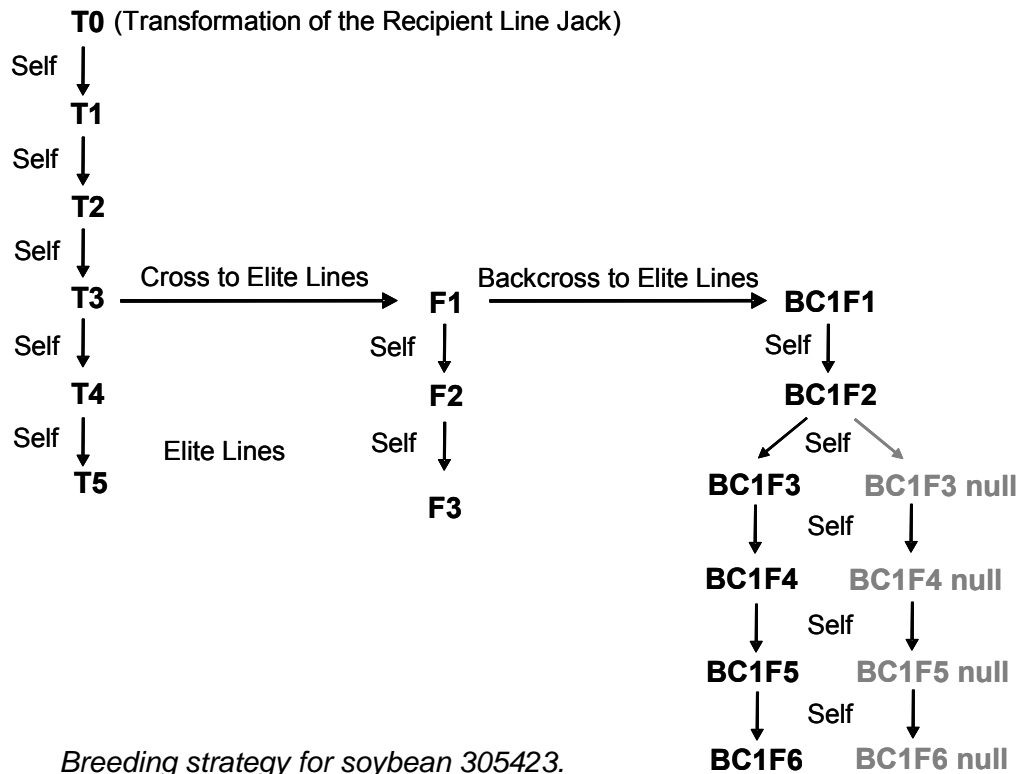 T0 (Transformation of the Recipient Line Jack)
Self
T1
Self
T2
Self
T3 Cross to Elite Lines F1 Backcross to Elite Lines BC1F1
Self Self Self
T4 F2 BC1F2
Self Elite Lines Self Self
T5 F3 BC1F3 BC1F3 null
Self
BC1F4 BC1F4 null
Self
BC1F5 BC1F5 null
Self
BC1F6 BC1F6 null
Breeding strategy for soybean 305423.